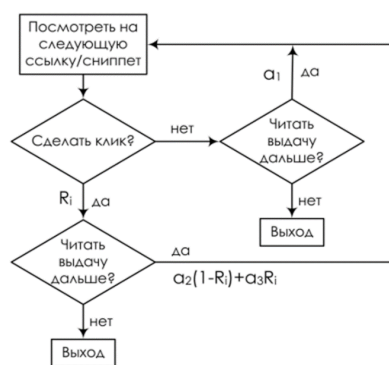 Посмотреть на
следующую
ссылку/сниппет
a₁
да
Сделать клик?
нет
Читать
выдачу
дальше?
Rᵢ
да
нет
Выход
Читать
выдачу
дальше?
да
a₂(1-Rᵢ)+a₃Rᵢ
нет
Выход